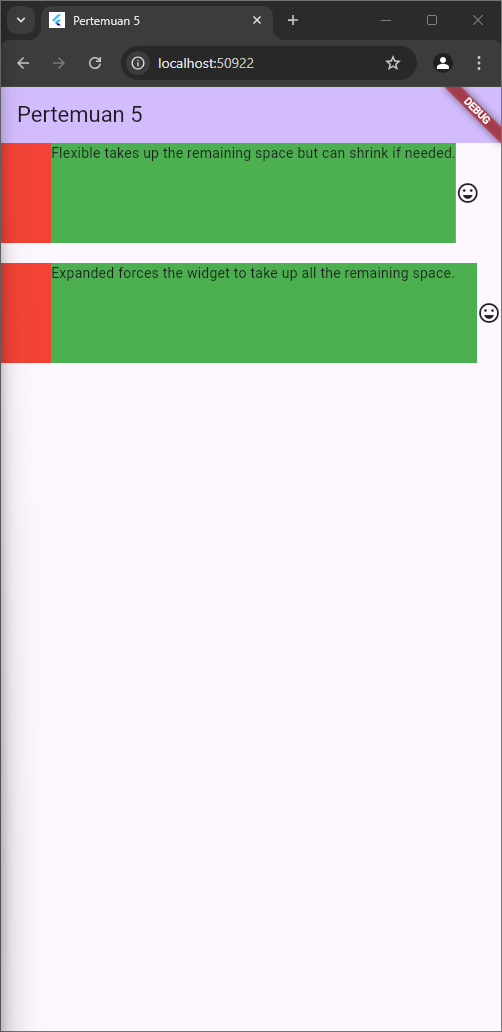 Pertemuan 5
localhost:50922
Pertemuan 5
DEBUG
Flexible takes up the remaining space but can shrink if needed.
Expanded forces the widget to take up all the remaining space.